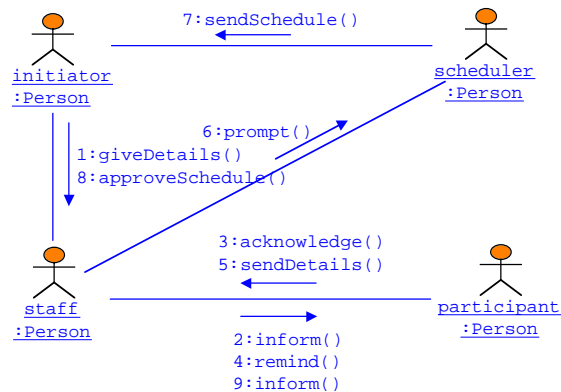 7:sendSchedule()
initiator
:Person
scheduler
:Person
6:prompt()
1:giveDetails()
8:approveSchedule()
3:acknowledge()
5:sendDetails()
staff
:Person
participant
:Person
2:inform()
4:remind()
9:inform()